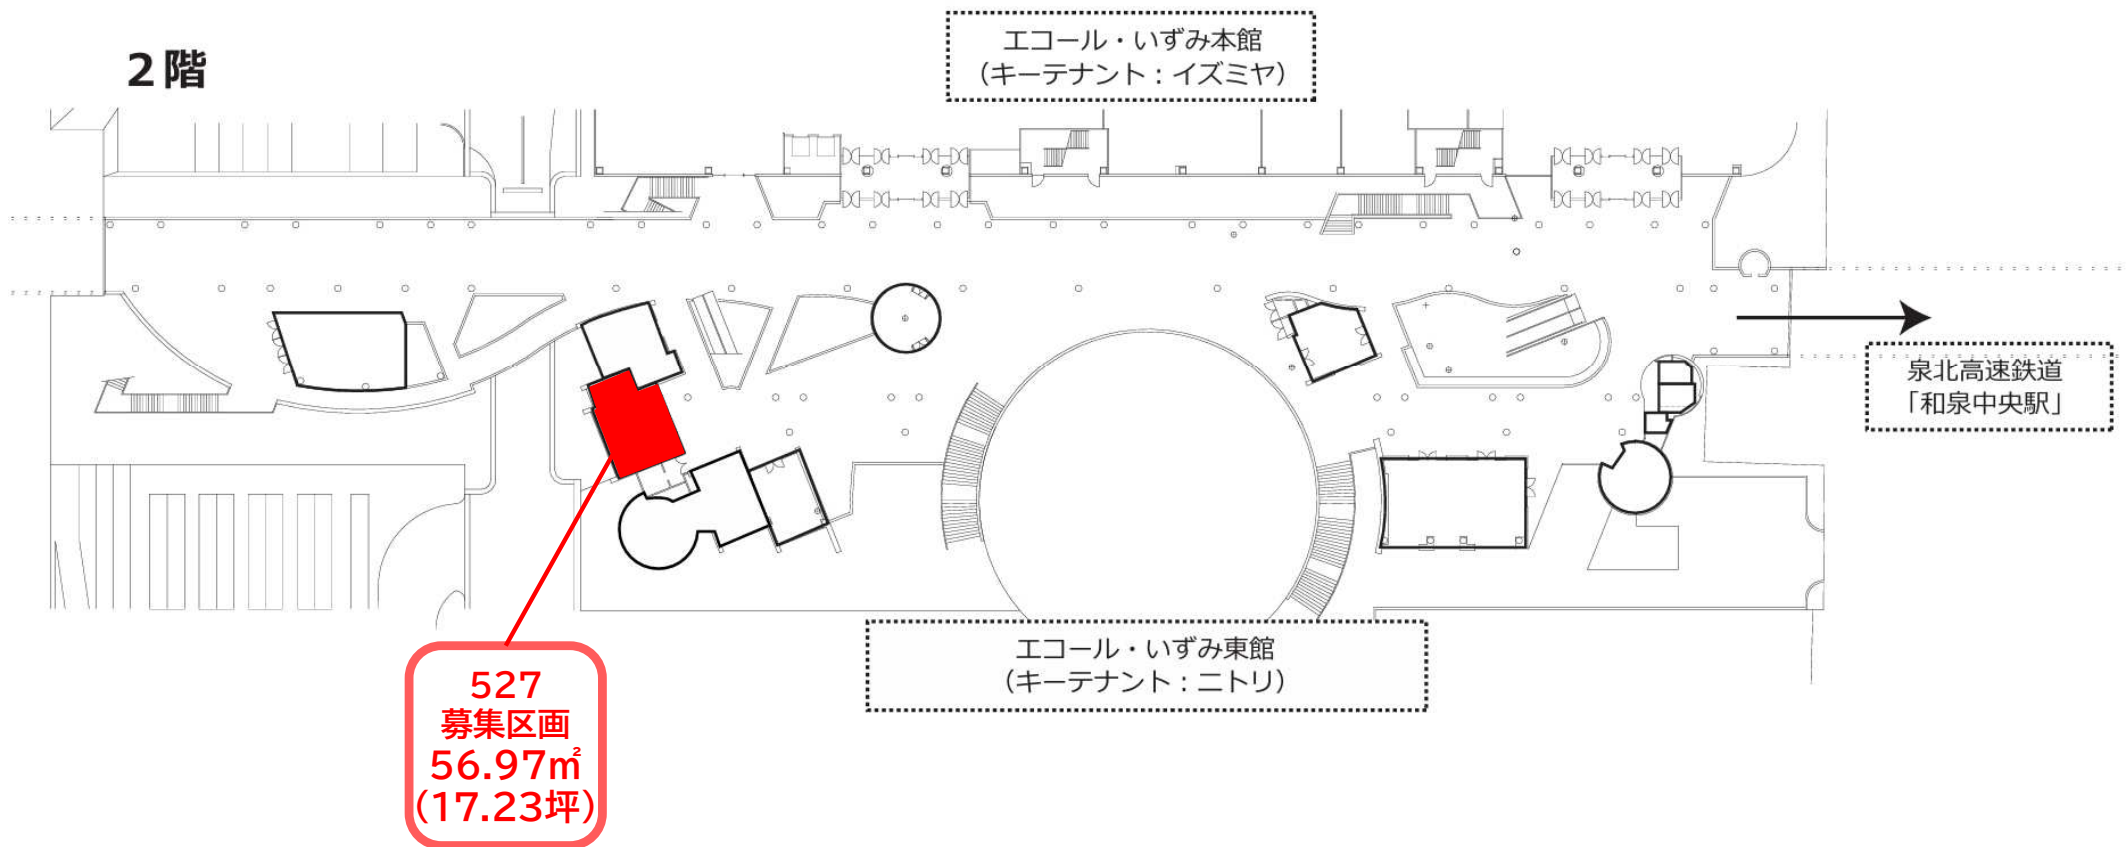 2階
エコール・いずみ本館
（キーテナント：イズミヤ）
泉北高速鉄道
「和泉中央駅」
エコール・いずみ東館
（キーテナント：ニトリ）
527
募集区画
56.97㎡
(17.23坪)